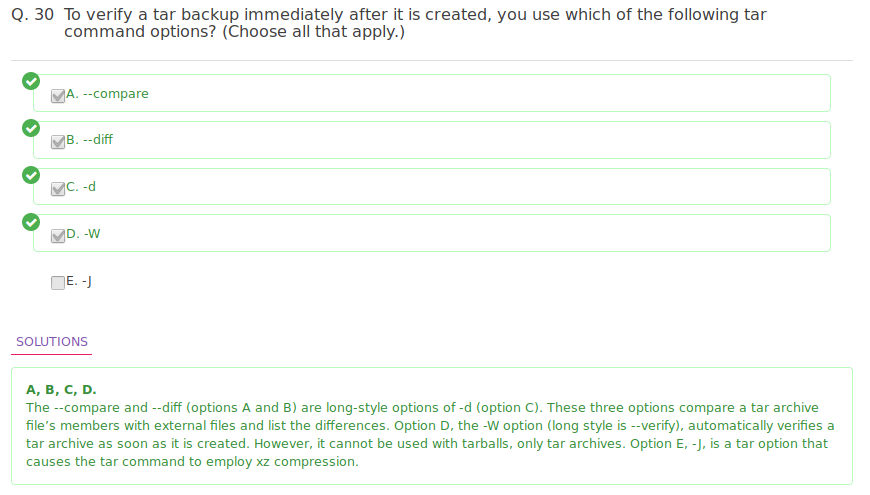 Q. 30 To verify a tar backup immediately after it is created, you use which of the following tar
command options? (Choose all that apply.)
A. --compare
B. --diff
C. -d
D. -W
E. -J
SOLUTIONS
A, B, C, D.
The --compare and --diff (options A and B) are long-style options of -d (option C). These three options compare a tar archive
file’s members with external files and list the differences. Option D, the -W option (long style is --verify), automatically verifies a
tar archive as soon as it is created. However, it cannot be used with tarballs, only tar archives. Option E, -J, is a tar option that
causes the tar command to employ xz compression.